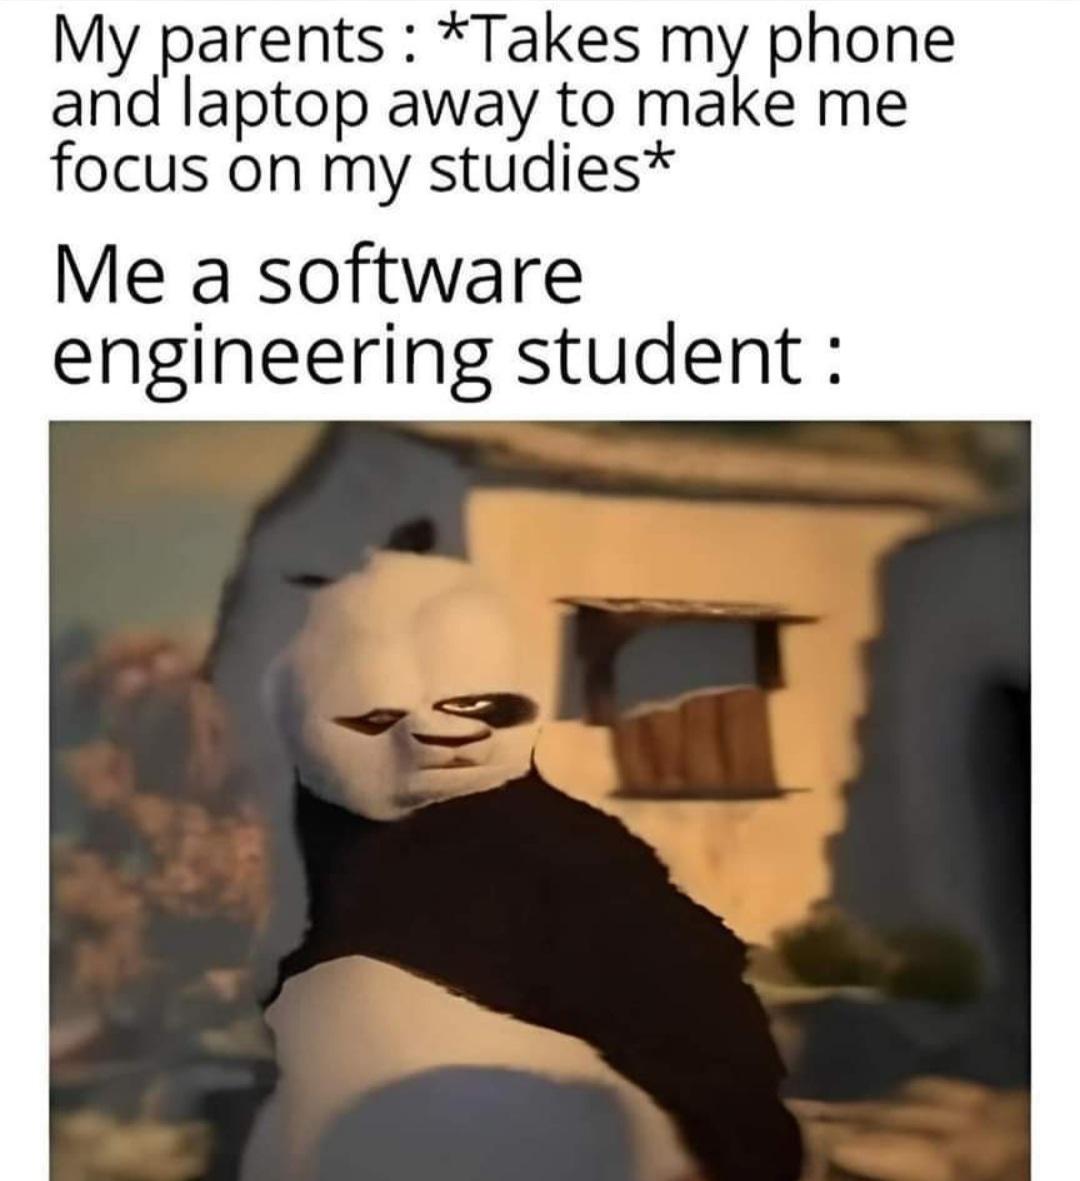 My parents : *Takes my phone
and laptop away to make me
focus on my studies*
Me a software
engineering student :